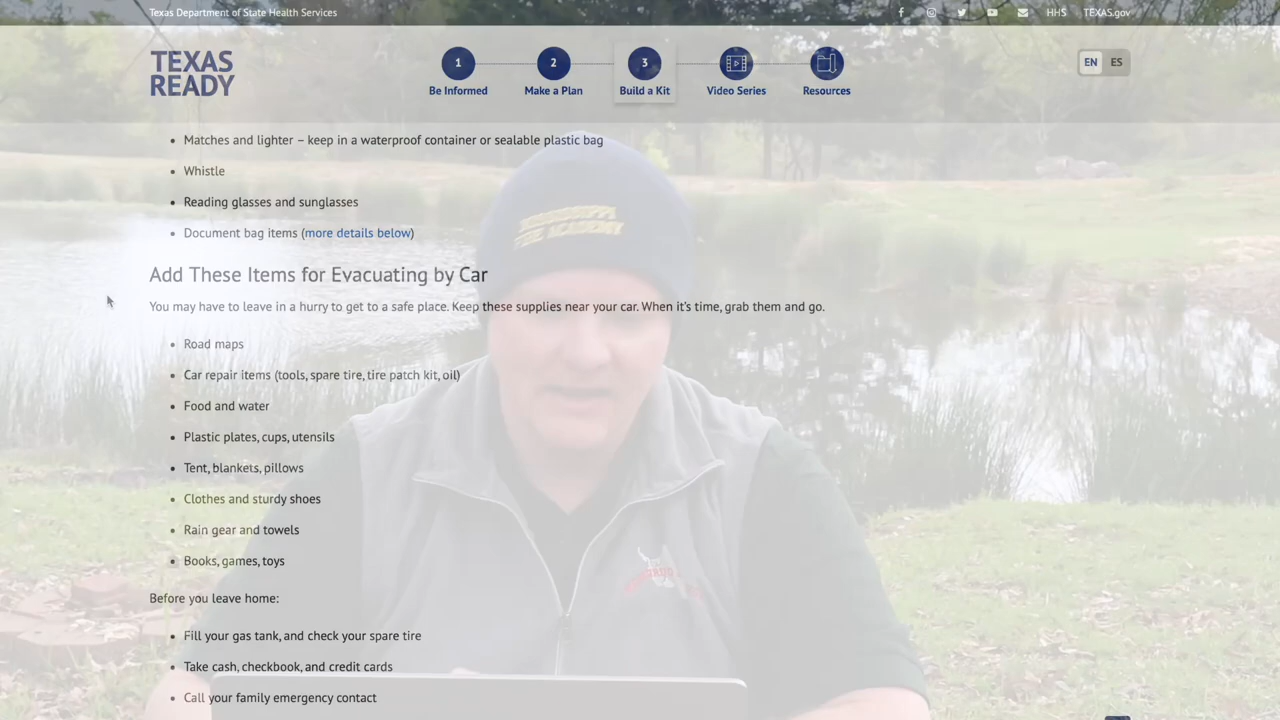 Texas Department of State Health Services
HHS
TEXAS.gov
TEXAS
READY
1
2
3
Be Informed
Make a Plan
Build a Kit
Video Series
Resources
EN
ES
Matches and lighter – keep in a waterproof container or sealable plastic bag
Whistle
Reading glasses and sunglasses
Document bag items (more details below)
Add These Items for Evacuating by Car
You may have to leave in a hurry to get to a safe place. Keep these supplies near your car. When it's time, grab them and go.
Road maps
Car repair items (tools, spare tire, tire patch kit, oil)
Food and water
Plastic plates, cups, utensils
Tent, blankets, pillows
Clothes and sturdy shoes
Rain gear and towels
Books, games, toys
Before you leave home:
Fill your gas tank, and check your spare tire
Take cash, checkbook, and credit cards
Call your family emergency contact
MISSISSIPPI
FIRE ACADEMY